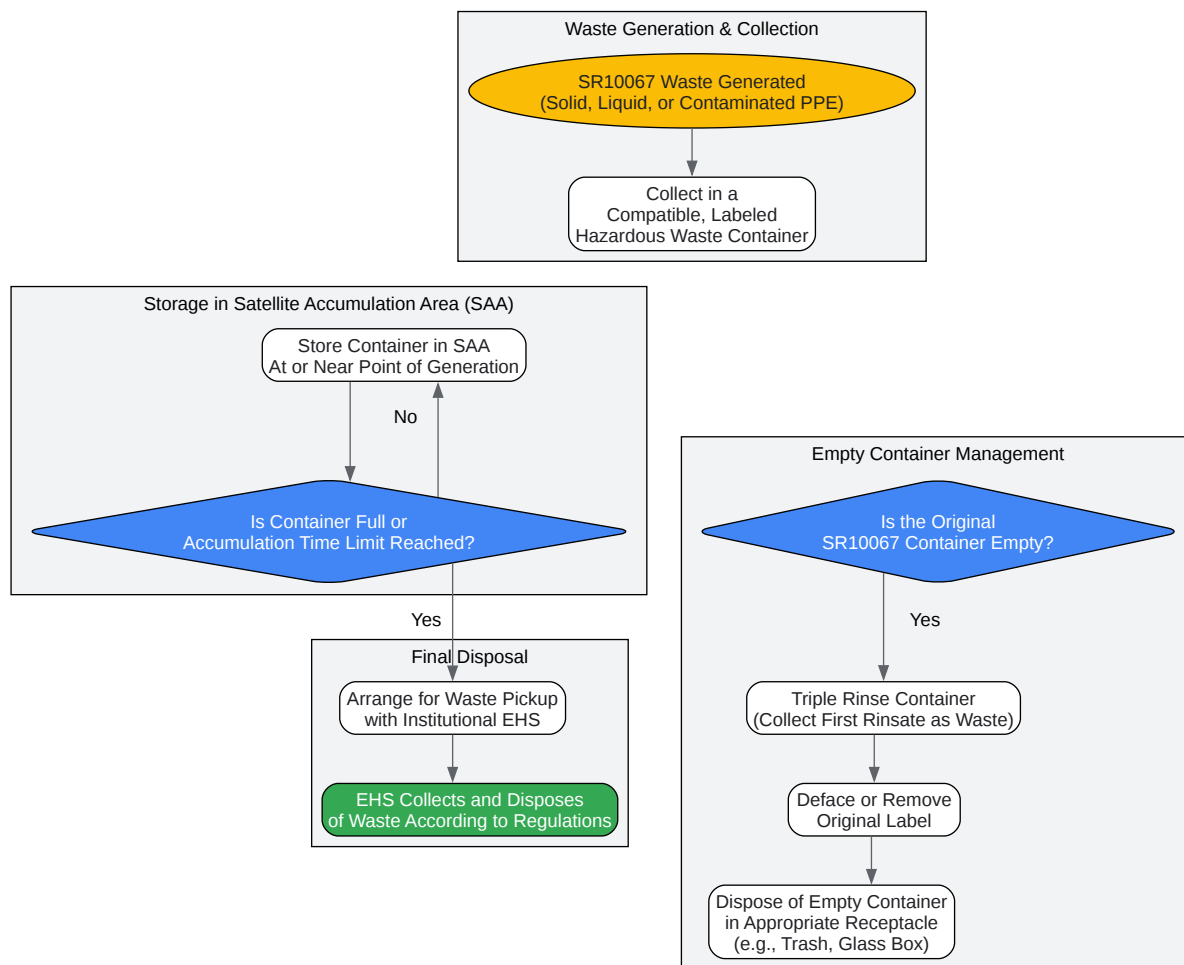 Waste Generation & Collection
SR10067 Waste Generated
(Solid, Liquid, or Contaminated PPE)
Collect in a
Compatible, Labeled
Hazardous Waste Container
Storage in Satellite Accumulation Area (SAA)
Store Container in SAA
At or Near Point of Generation
No
Is Container Full or
Accumulation Time Limit Reached?
Yes
Final Disposal
Arrange for Waste Pickup
with Institutional EHS
EHS Collects and Disposes
of Waste According to Regulations
Empty Container Management
Is the Original
SR10067 Container Empty?
Yes
Triple Rinse Container
(Collect First Rinsate as Waste)
Deface or Remove
Original Label
Dispose of Empty Container
in Appropriate Receptacle
(e.g., Trash, Glass Box)